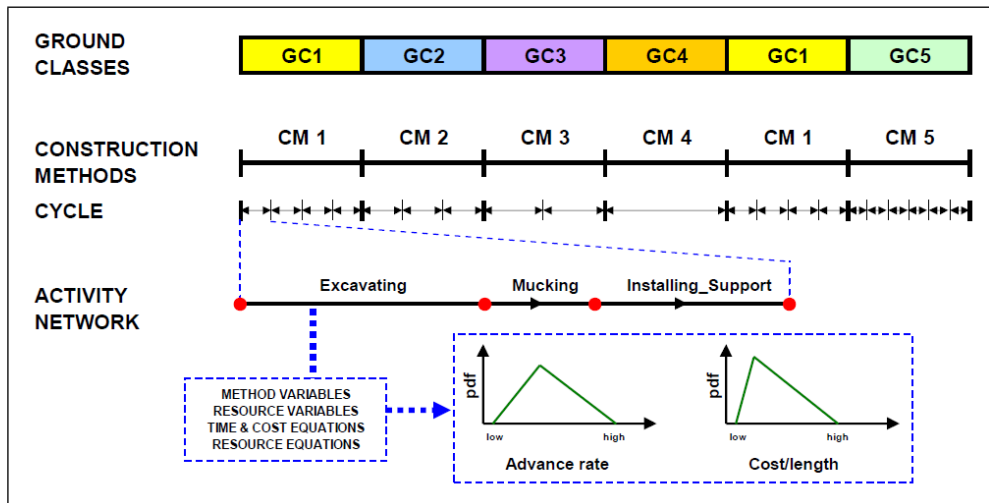 GROUND
CLASSES
GC1 GC2 GC3 GC4 GC1 GC5
CONSTRUCTION
METHODS
CM 1 CM 2 CM 3 CM 4 CM 1 CM 5
CYCLE
ACTIVITY
NETWORK
Excavating Mucking Installing_Support
METHOD VARIABLES
RESOURCE VARIABLES
TIME & COST EQUATIONS
RESOURCE EQUATIONS
pdf
low high
Advance rate
pdf
low high
Cost/length